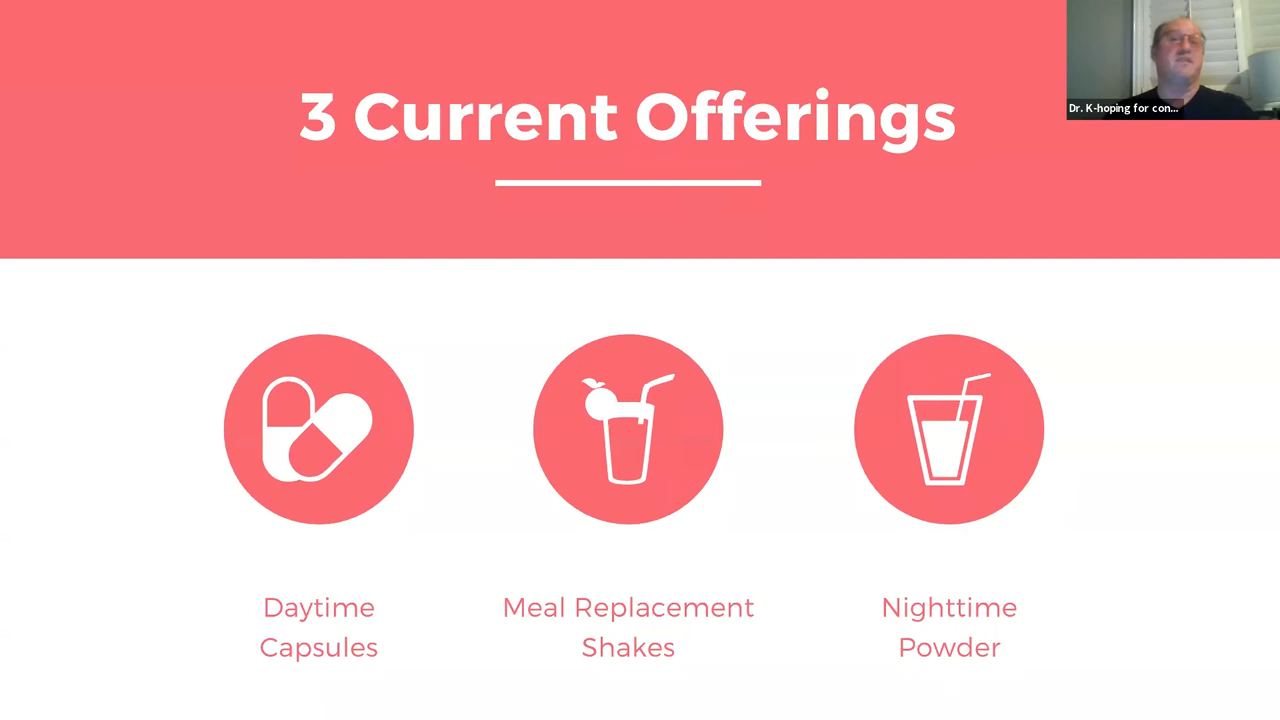 3 Current Offerings
Dr. K-hoping for con...
Daytime
Capsules
Meal Replacement
Shakes
Nighttime
Powder